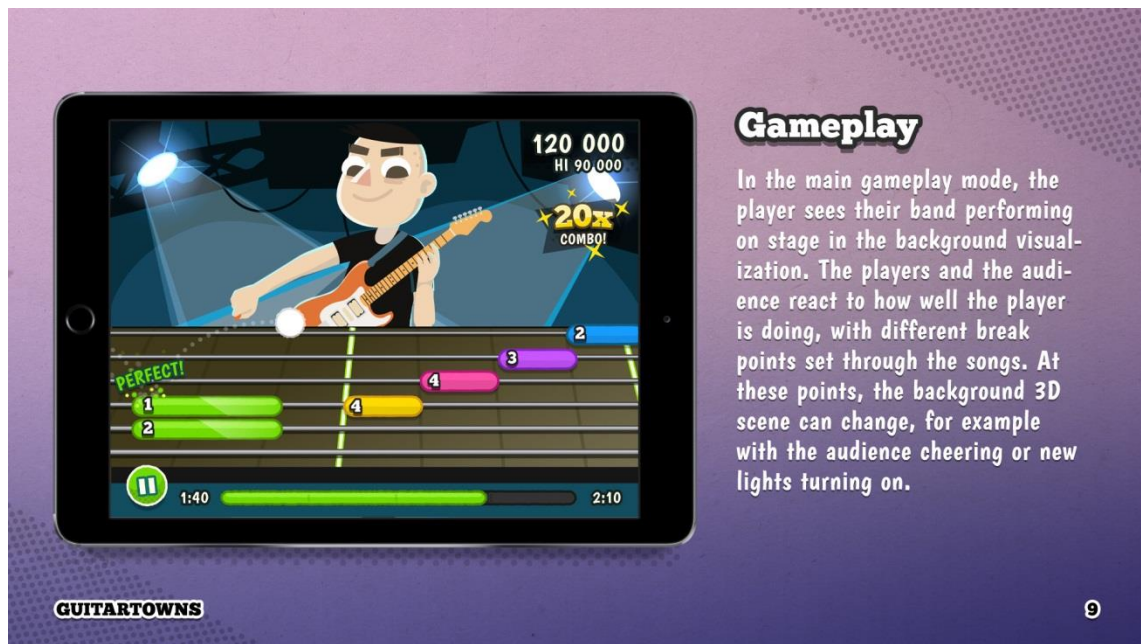 120 000
HI 90 000
20x
COMBO!
2
3
4
PERFECT!
1
4
2
1:40
2:10
Gameplay
In the main gameplay mode, the
player sees their band performing
on stage in the background visual-
ization. The players and the audi-
ence react to how well the player
is doing, with different break
points set through the songs. At
these points, the background 3D
scene can change, for example
with the audience cheering or new
lights turning on.
GUITARTOWNS
9